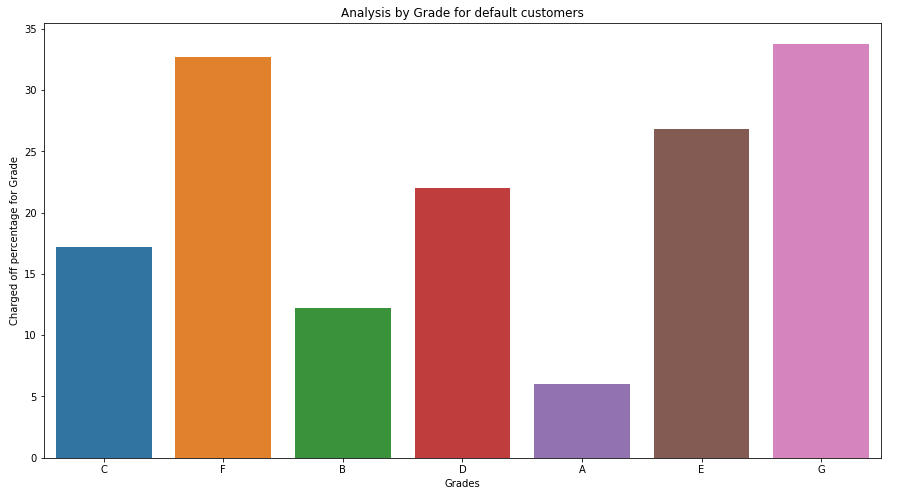 Analysis by Grade for default customers
Charged off percentage for Grade
35
30
25
20
15
10
5
0
C F B D A E G
Grades